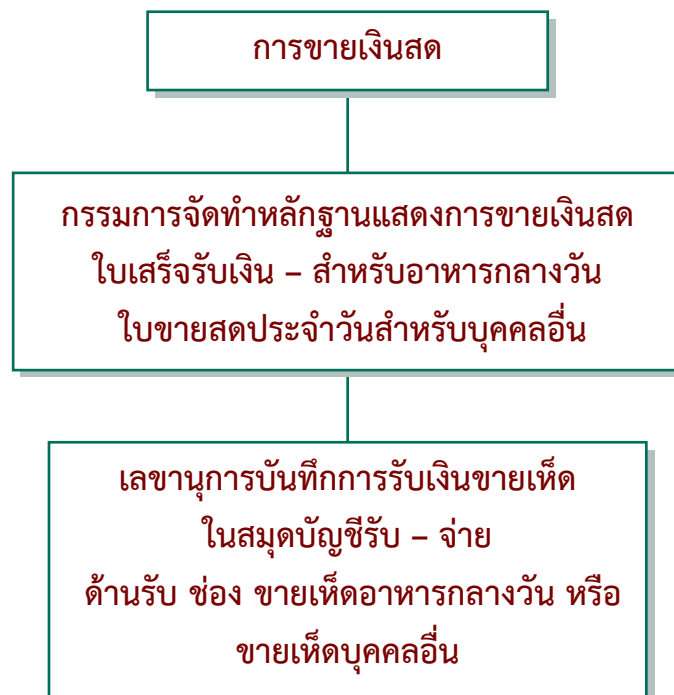 การขายเงินสด
กรรมการจัดทำหลักฐานแสดงการขายเงินสด
ใบเสร็จรับเงิน – สำหรับอาหารกลางวัน
ใบขายสดประจำวันสำหรับบุคคลอื่น
เลขานุการบันทึกการรับเงินขายเห็ด
ในสมุดบัญชีรับ – จ่าย
ด้านรับ ช่อง ขายเห็ดอาหารกลางวัน หรือ
ขายเห็ดบุคคลอื่น